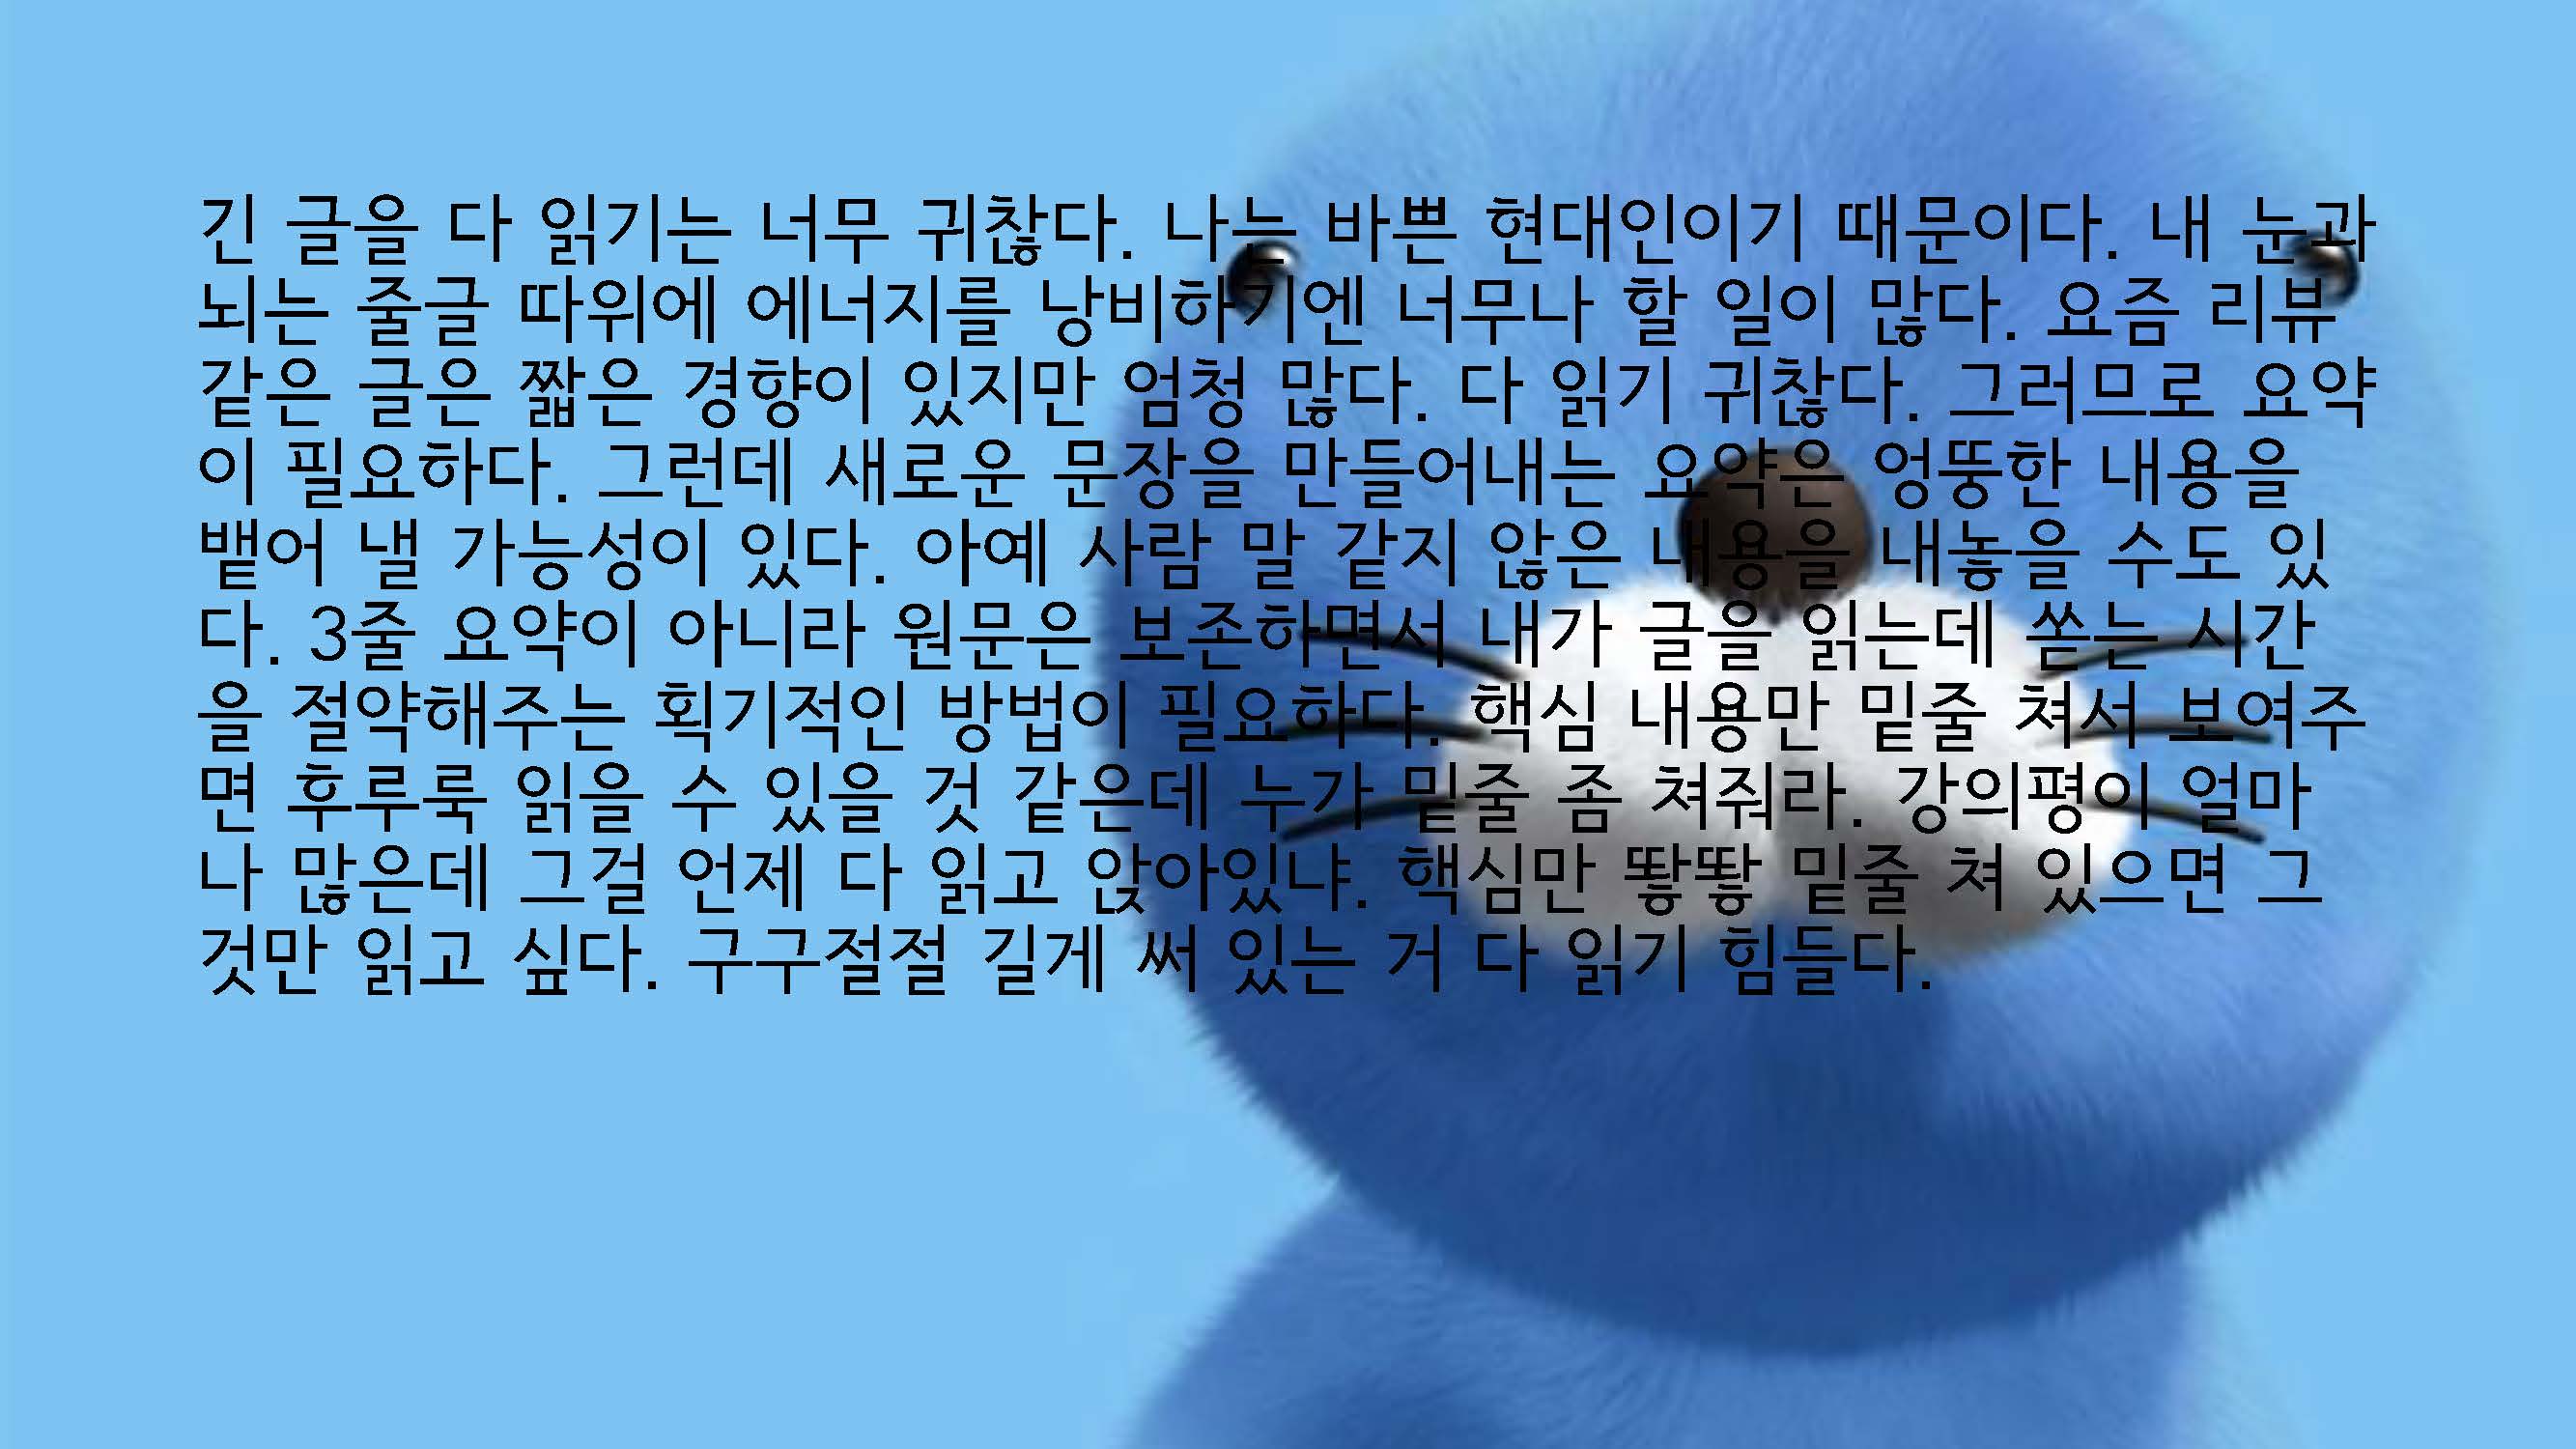 긴 글을 다 읽기는 너무 귀찮다. 나는 바쁜 현대인이기 때문이다. 내 눈과
뇌는 줄글 따위에 에너지를 낭비하기엔 너무나 할 일이 많다. 요즘 리뷰
같은 글은 짧은 경향이 있지만 엄청 많다. 다 읽기 귀찮다. 그러므로 요약
이 필요하다. 그런데 새로운 문장을 만들어내는 요약은 엉뚱한 내용을
뱉어 낼 가능성이 있다. 아예 사람 말 같지 않은 내용을 내놓을 수도 있
다. 3줄 요약이 아니라 원문은 보존하면서 내가 글을 읽는데 쏟는 시간
을 절약해주는 획기적인 방법이 필요하다. 핵심 내용만 밑줄 쳐서 보여주
면 후루룩 읽을 수 있을 것 같은데 누가 밑줄 좀 쳐줘라. 강의평이 얼마
나 많은데 그걸 언제 다 읽고 앉아있냐. 핵심만 딿딿 밑줄 쳐 있으면 그
것만 읽고 싶다. 구구절절 길게 써 있는 거 다 읽기 힘들다.